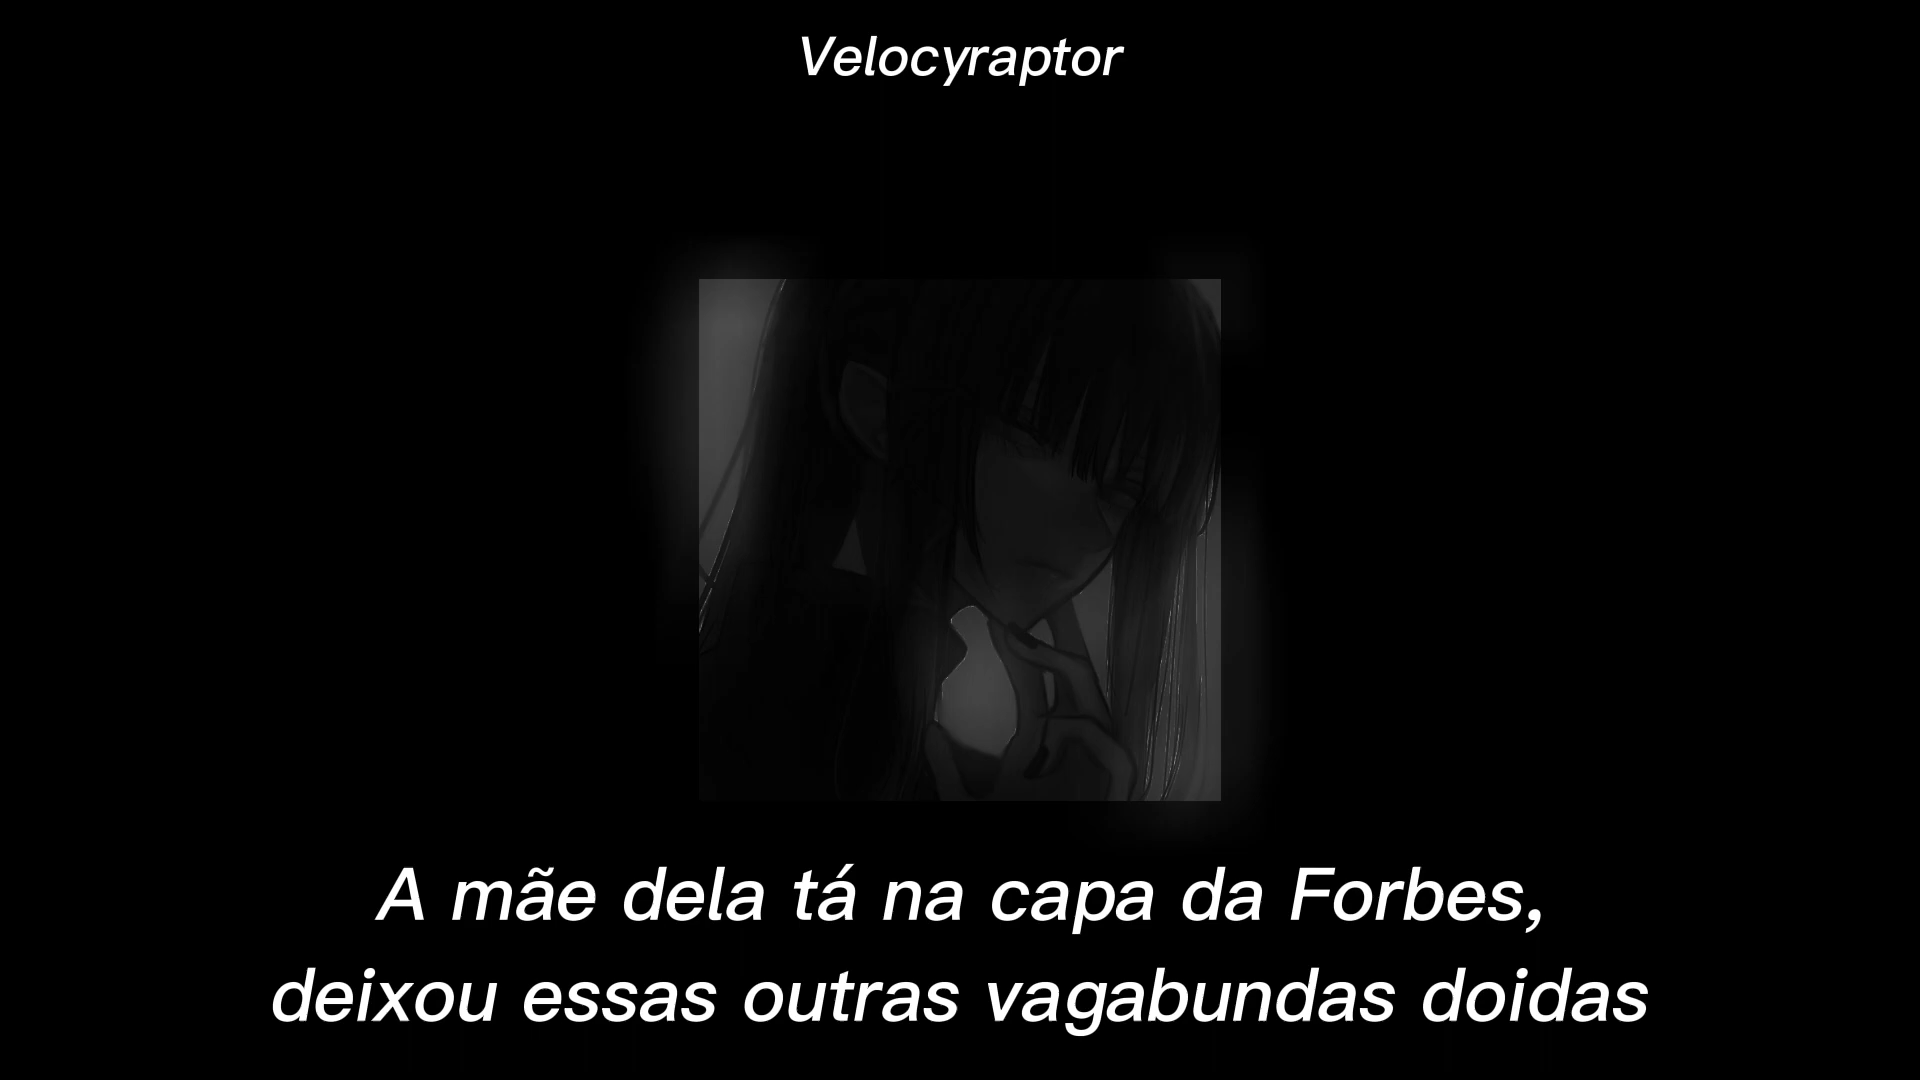 Velocyraptor
A mãe dela tá na capa da Forbes,
deixou essas outras vagabundas doidas